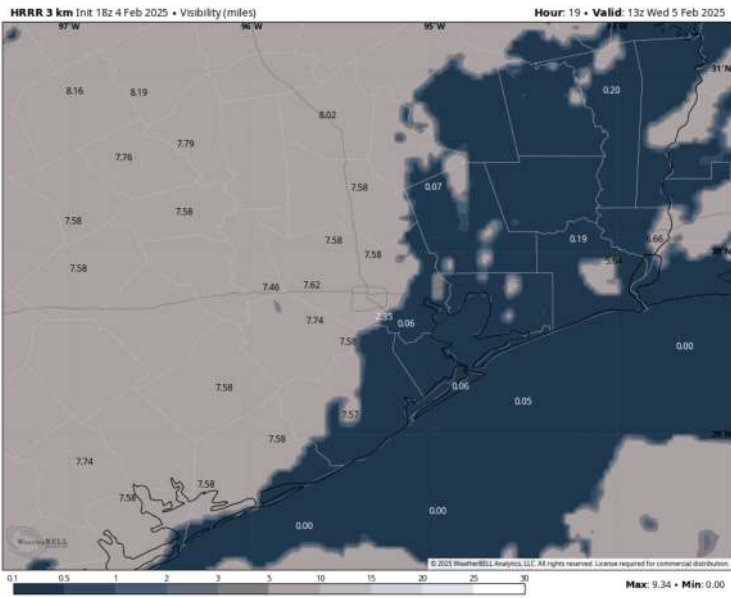 HRRR 3 km Init 18z 4 Feb 2025 • Visibility (miles) Hour: 19 • Valid: 13z Wed 5 Feb 2025
97°W 96°W 95°W
31°N
8.16 8.19 0.20
8.02
7.79
7.76
7.58 0.07
7.58 7.58
7.58 0.19 6.66
7.58
7.58
7.46 7.62
7.74 2.35 0.06
7.58 0.00
7.58 0.06
0.05
7.57
7.58 29°N
7.74
7.58 7.58
0.00 0.00
WeatherBELL
© 2025 WeatherBELL Analytics, LLC. All rights reserved. License required for commercial distribution.
0.1 0.5 1 2 3 5 10 15 20 25 30
Max: 9.34 • Min: 0.00